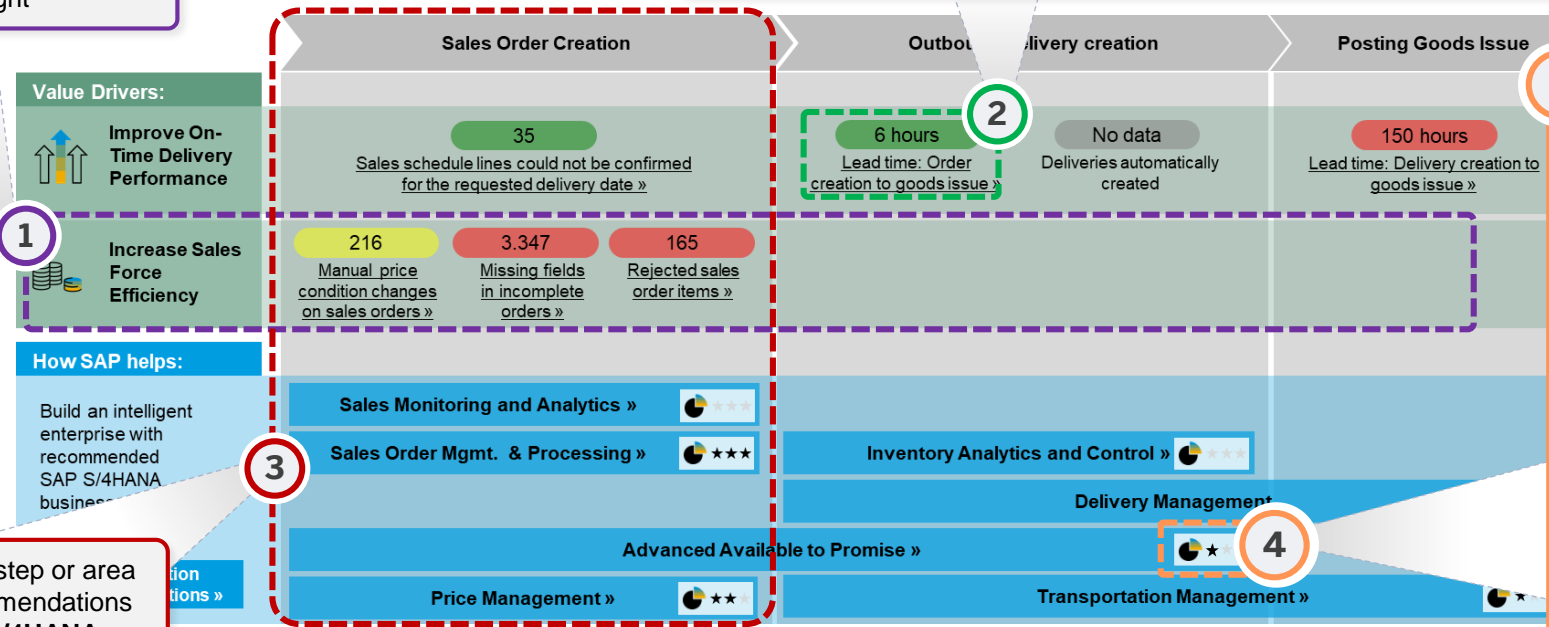 ght
Sales Order Creation
Outbou livery creation
Posting Goods Issue
Value Drivers:
Improve On-
Time Delivery
Performance
35
Sales schedule lines could not be confirmed
for the requested delivery date »
6 hours
Lead time: Order
creation to goods issue »
2
No data
Deliveries automatically
created
150 hours
Lead time: Delivery creation to
goods issue »
1
Increase Sales
Force
Efficiency
216
Manual price
condition changes
on sales orders »
3.347
Missing fields
in incomplete
orders »
165
Rejected sales
order items »
How SAP helps:
Build an intelligent
enterprise with
recommended
SAP S/4HANA
busines
Sales Monitoring and Analytics »
Sales Order Mgmt. & Processing »
3
Inventory Analytics and Control »
Delivery Management
Advanced Available to Promise »
4
Price Management »
Transportation Management »
step or area
mendations
/4HANA
tion
tions »